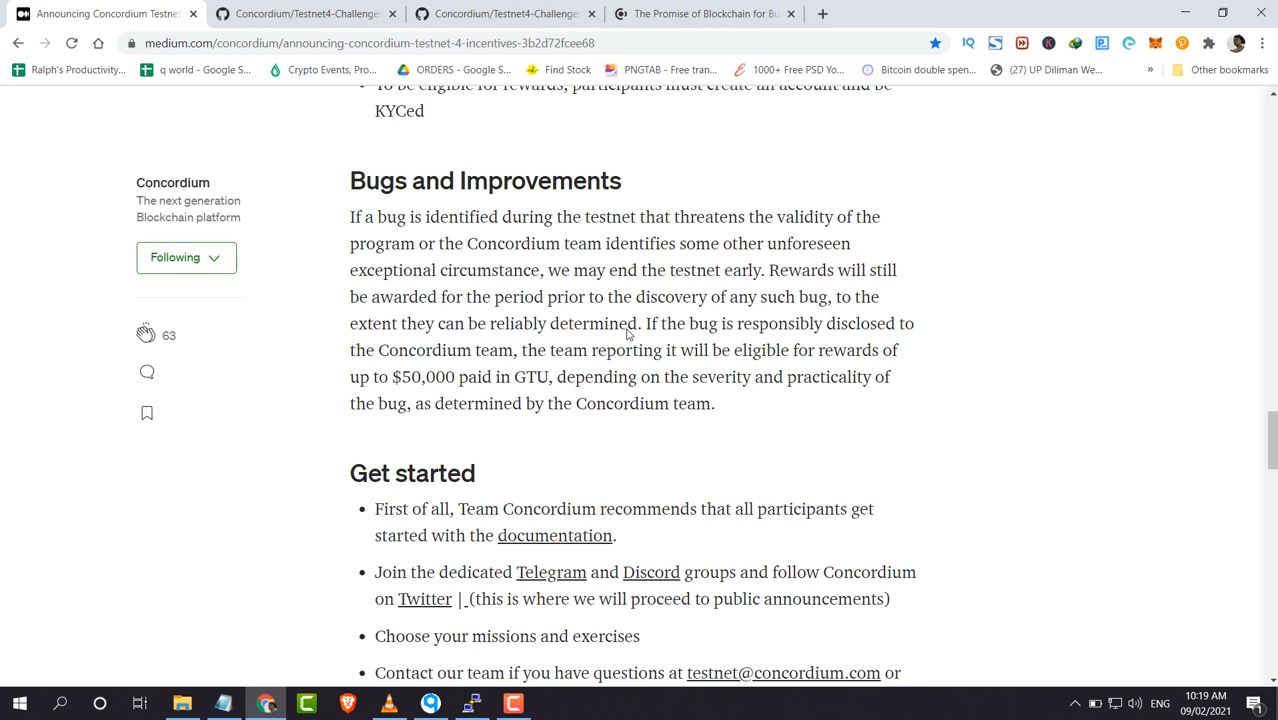 Announcing Concordium Testnet
Concordium/Testnet4-Challenges
Concordium/Testnet4-Challenges
The Promise of Blockchain for Bu
medium.com/concordium/announcing-concordium-testnet-4-incentives-3b2d72fcee68
Ralph's Productivity...
q world - Google S...
Crypto Events, Pro...
ORDERS - Google S...
Find Stock
PNGTAB - Free tran...
1000+ Free PSD Yo...
Bitcoin double spen...
(27) UP Diliman We...
»
Other bookmarks
To be eligible for rewards, participants must create an account and be
KYCed
Concordium
The next generation
Blockchain platform
Following
63
Bugs and Improvements
If a bug is identified during the testnet that threatens the validity of the
program or the Concordium team identifies some other unforeseen
exceptional circumstance, we may end the testnet early. Rewards will still
be awarded for the period prior to the discovery of any such bug, to the
extent they can be reliably determined. If the bug is responsibly disclosed to
the Concordium team, the team reporting it will be eligible for rewards of
up to $50,000 paid in GTU, depending on the severity and practicality of
the bug, as determined by the Concordium team.
Get started
First of all, Team Concordium recommends that all participants get
started with the documentation.
Join the dedicated Telegram and Discord groups and follow Concordium
on Twitter | (this is where we will proceed to public announcements)
Choose your missions and exercises
Contact our team if you have questions at testnet@concordium.com or
ENG
10:19 AM
09/02/2021
1